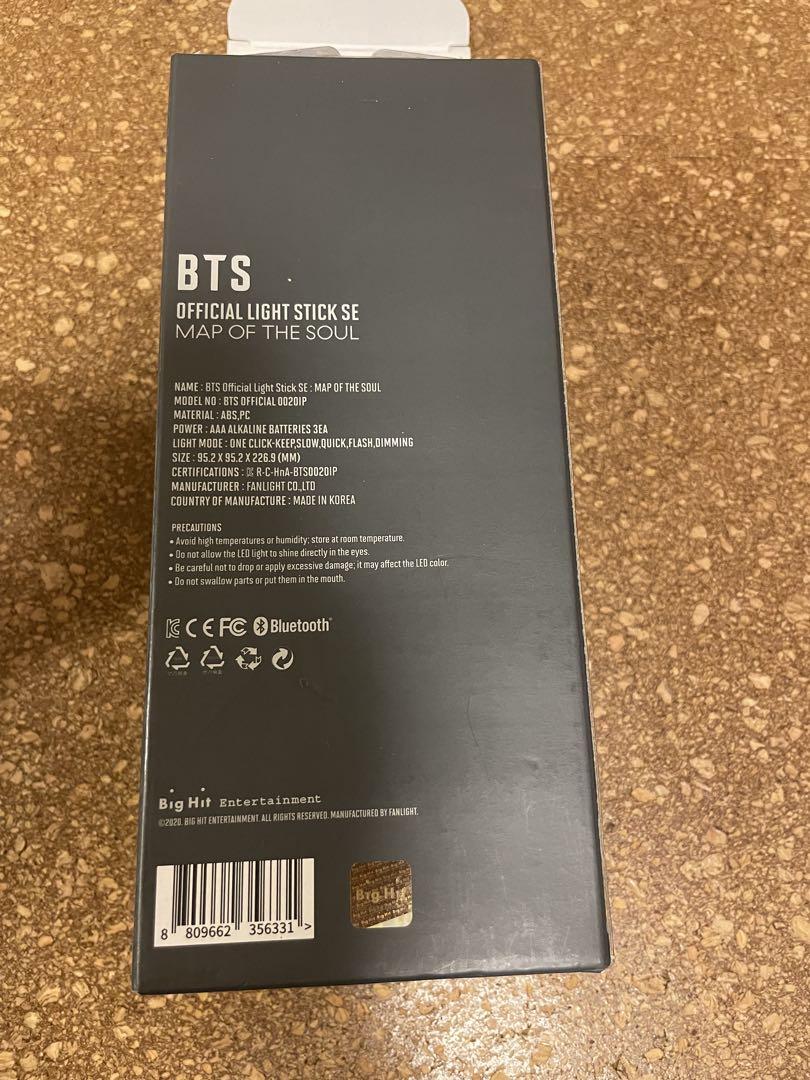 BTS
OFFICIAL LIGHT STICK SE
MAP OF THE SOUL
NAME : BTS Official Light Stick SE : MAP OF THE SOUL
MODEL NO : BTS OFFICIAL 0020IP
MATERIAL : ABS,PC
POWER : AAA ALKALINE BATTERIES 3EA
LIGHT MODE : ONE CLICK-KEEP,SLOW,QUICK,FLASH,DIMMING
SIZE : 95.2 X 95.2 X 226.9 (MM)
CERTIFICATIONS : R-C-HnA-BTS0020IP
MANUFACTURER : FANLIGHT CO.,LTD
COUNTRY OF MANUFACTURE : MADE IN KOREA
PRECAUTIONS
• Avoid high temperatures or humidity; store at room temperature.
• Do not allow the LED light to shine directly in the eyes.
• Be careful not to drop or apply excessive damage; it may affect the LED color.
• Do not swallow parts or put them in the mouth.
KC CE FC Bluetooth®
Big Hit Entertainment
©2020. BIG HIT ENTERTAINMENT. ALL RIGHTS RESERVED. MANUFACTURED BY FANLIGHT.
8 809662 356331 >
Big Hit